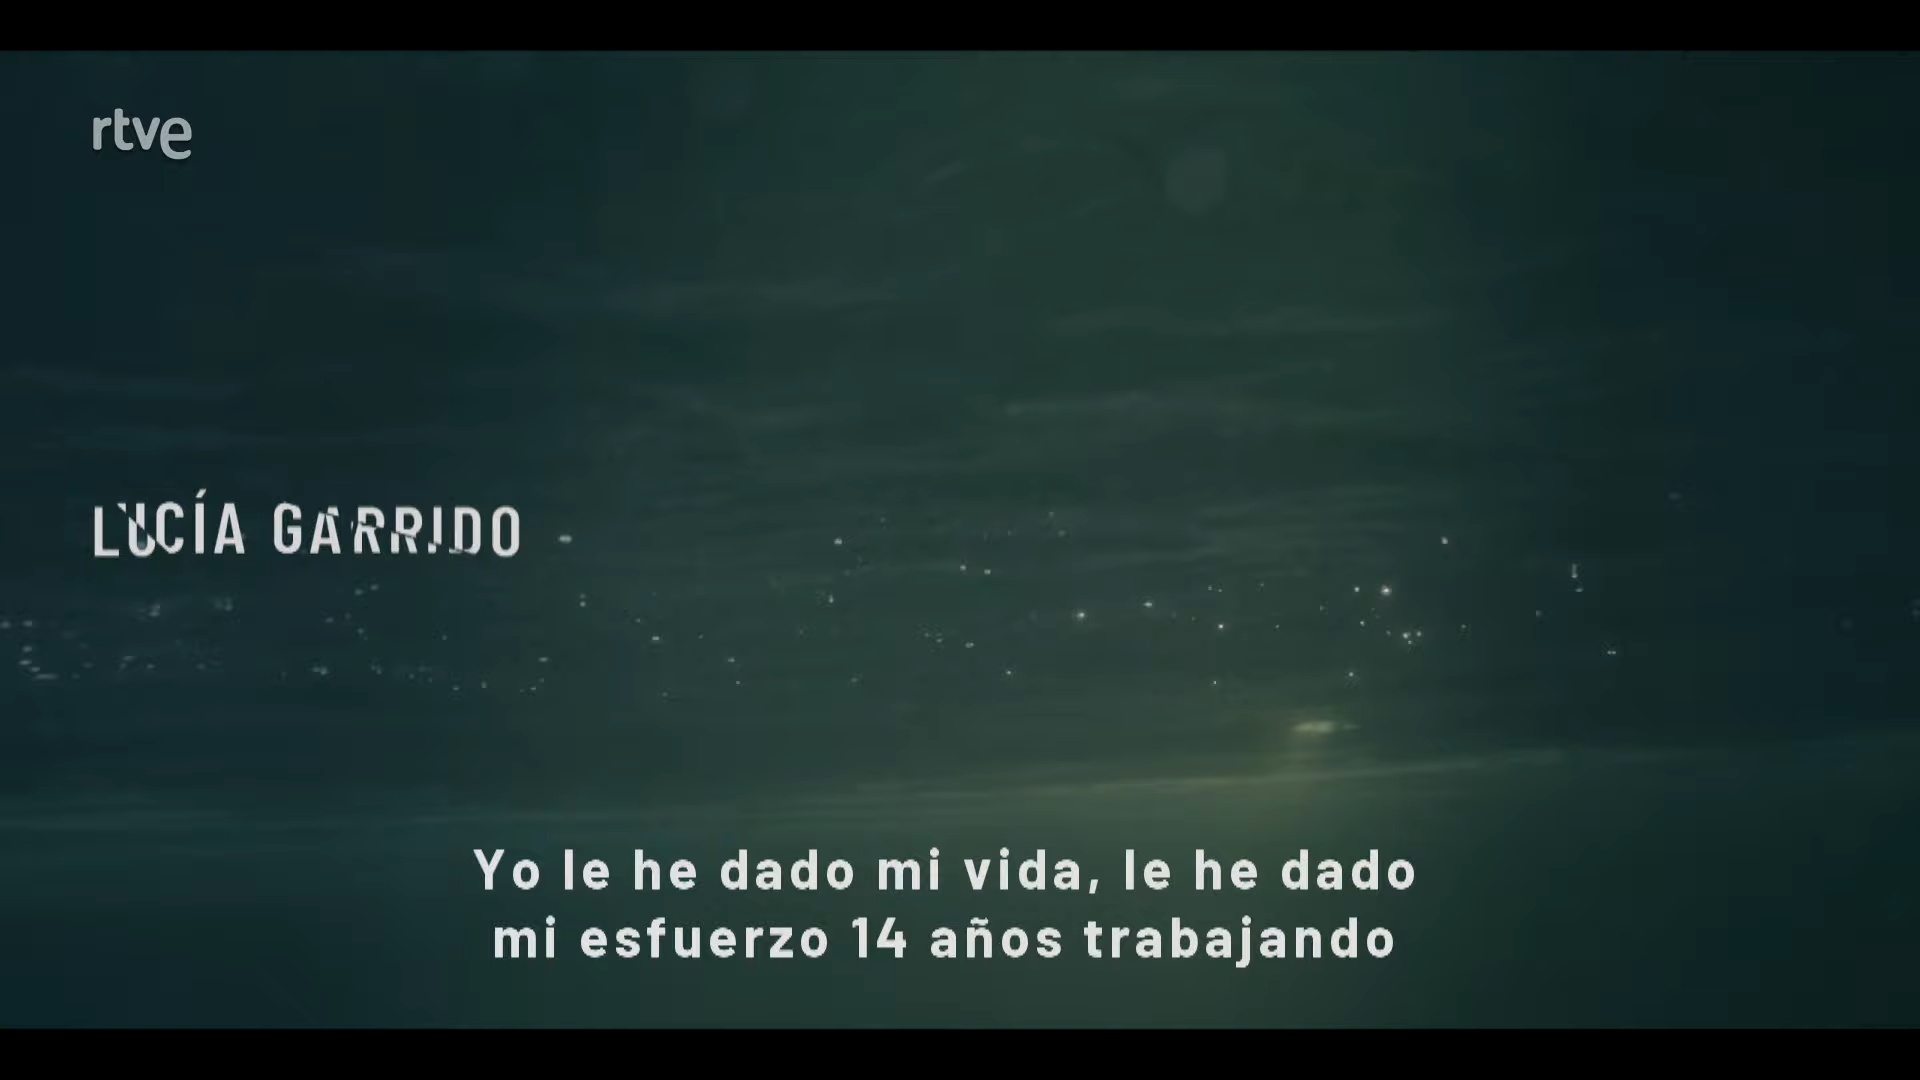 rtve
LUCÍA GARRIDO
Yo le he dado mi vida, le he dado
mi esfuerzo 14 años trabajando